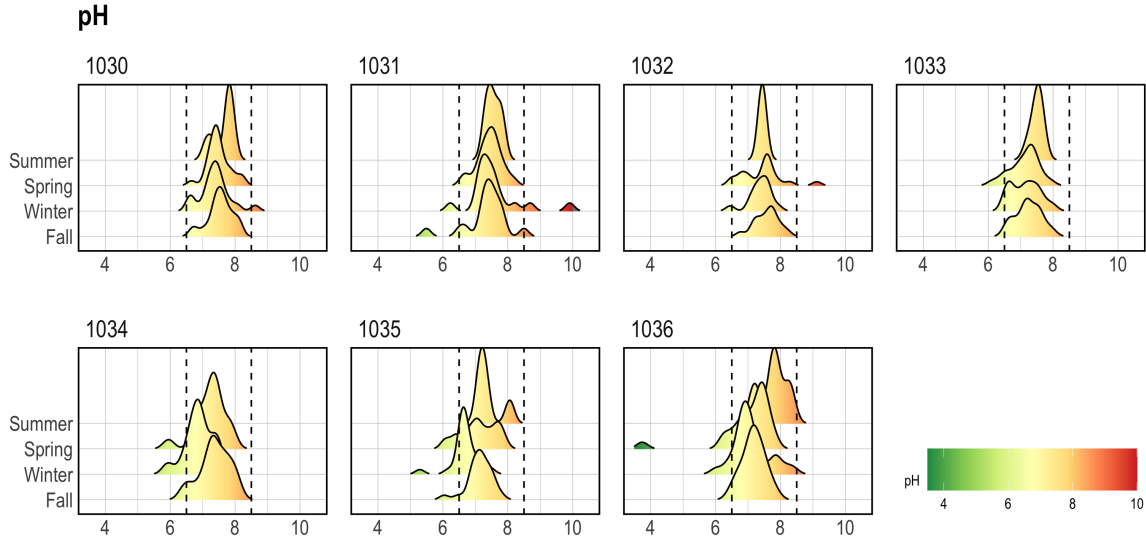 pH
1030 1031 1032 1033
Summer
Spring
Winter
Fall
4 6 8 10 4 6 8 10 4 6 8 10 4 6 8 10
1034 1035 1036
Summer
Spring
Winter
Fall
pH
4 6 8 10
4 6 8 10 4 6 8 10 4 6 8 10